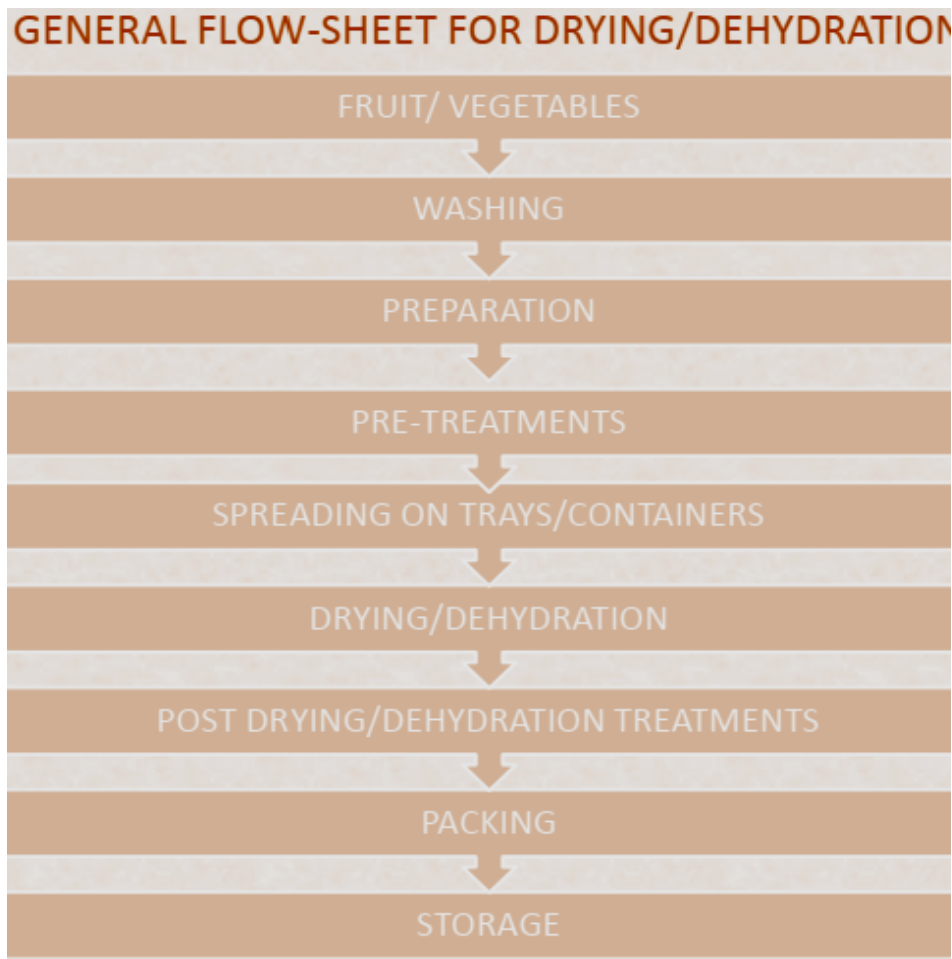 GENERAL FLOW-SHEET FOR DRYING/DEHYDRATION
FRUIT/ VEGETABLES
WASHING
PREPARATION
PRE-TREATMENTS
SPREADING ON TRAYS/CONTAINERS
DRYING/DEHYDRATION
POST DRYING/DEHYDRATION TREATMENTS
PACKING
STORAGE